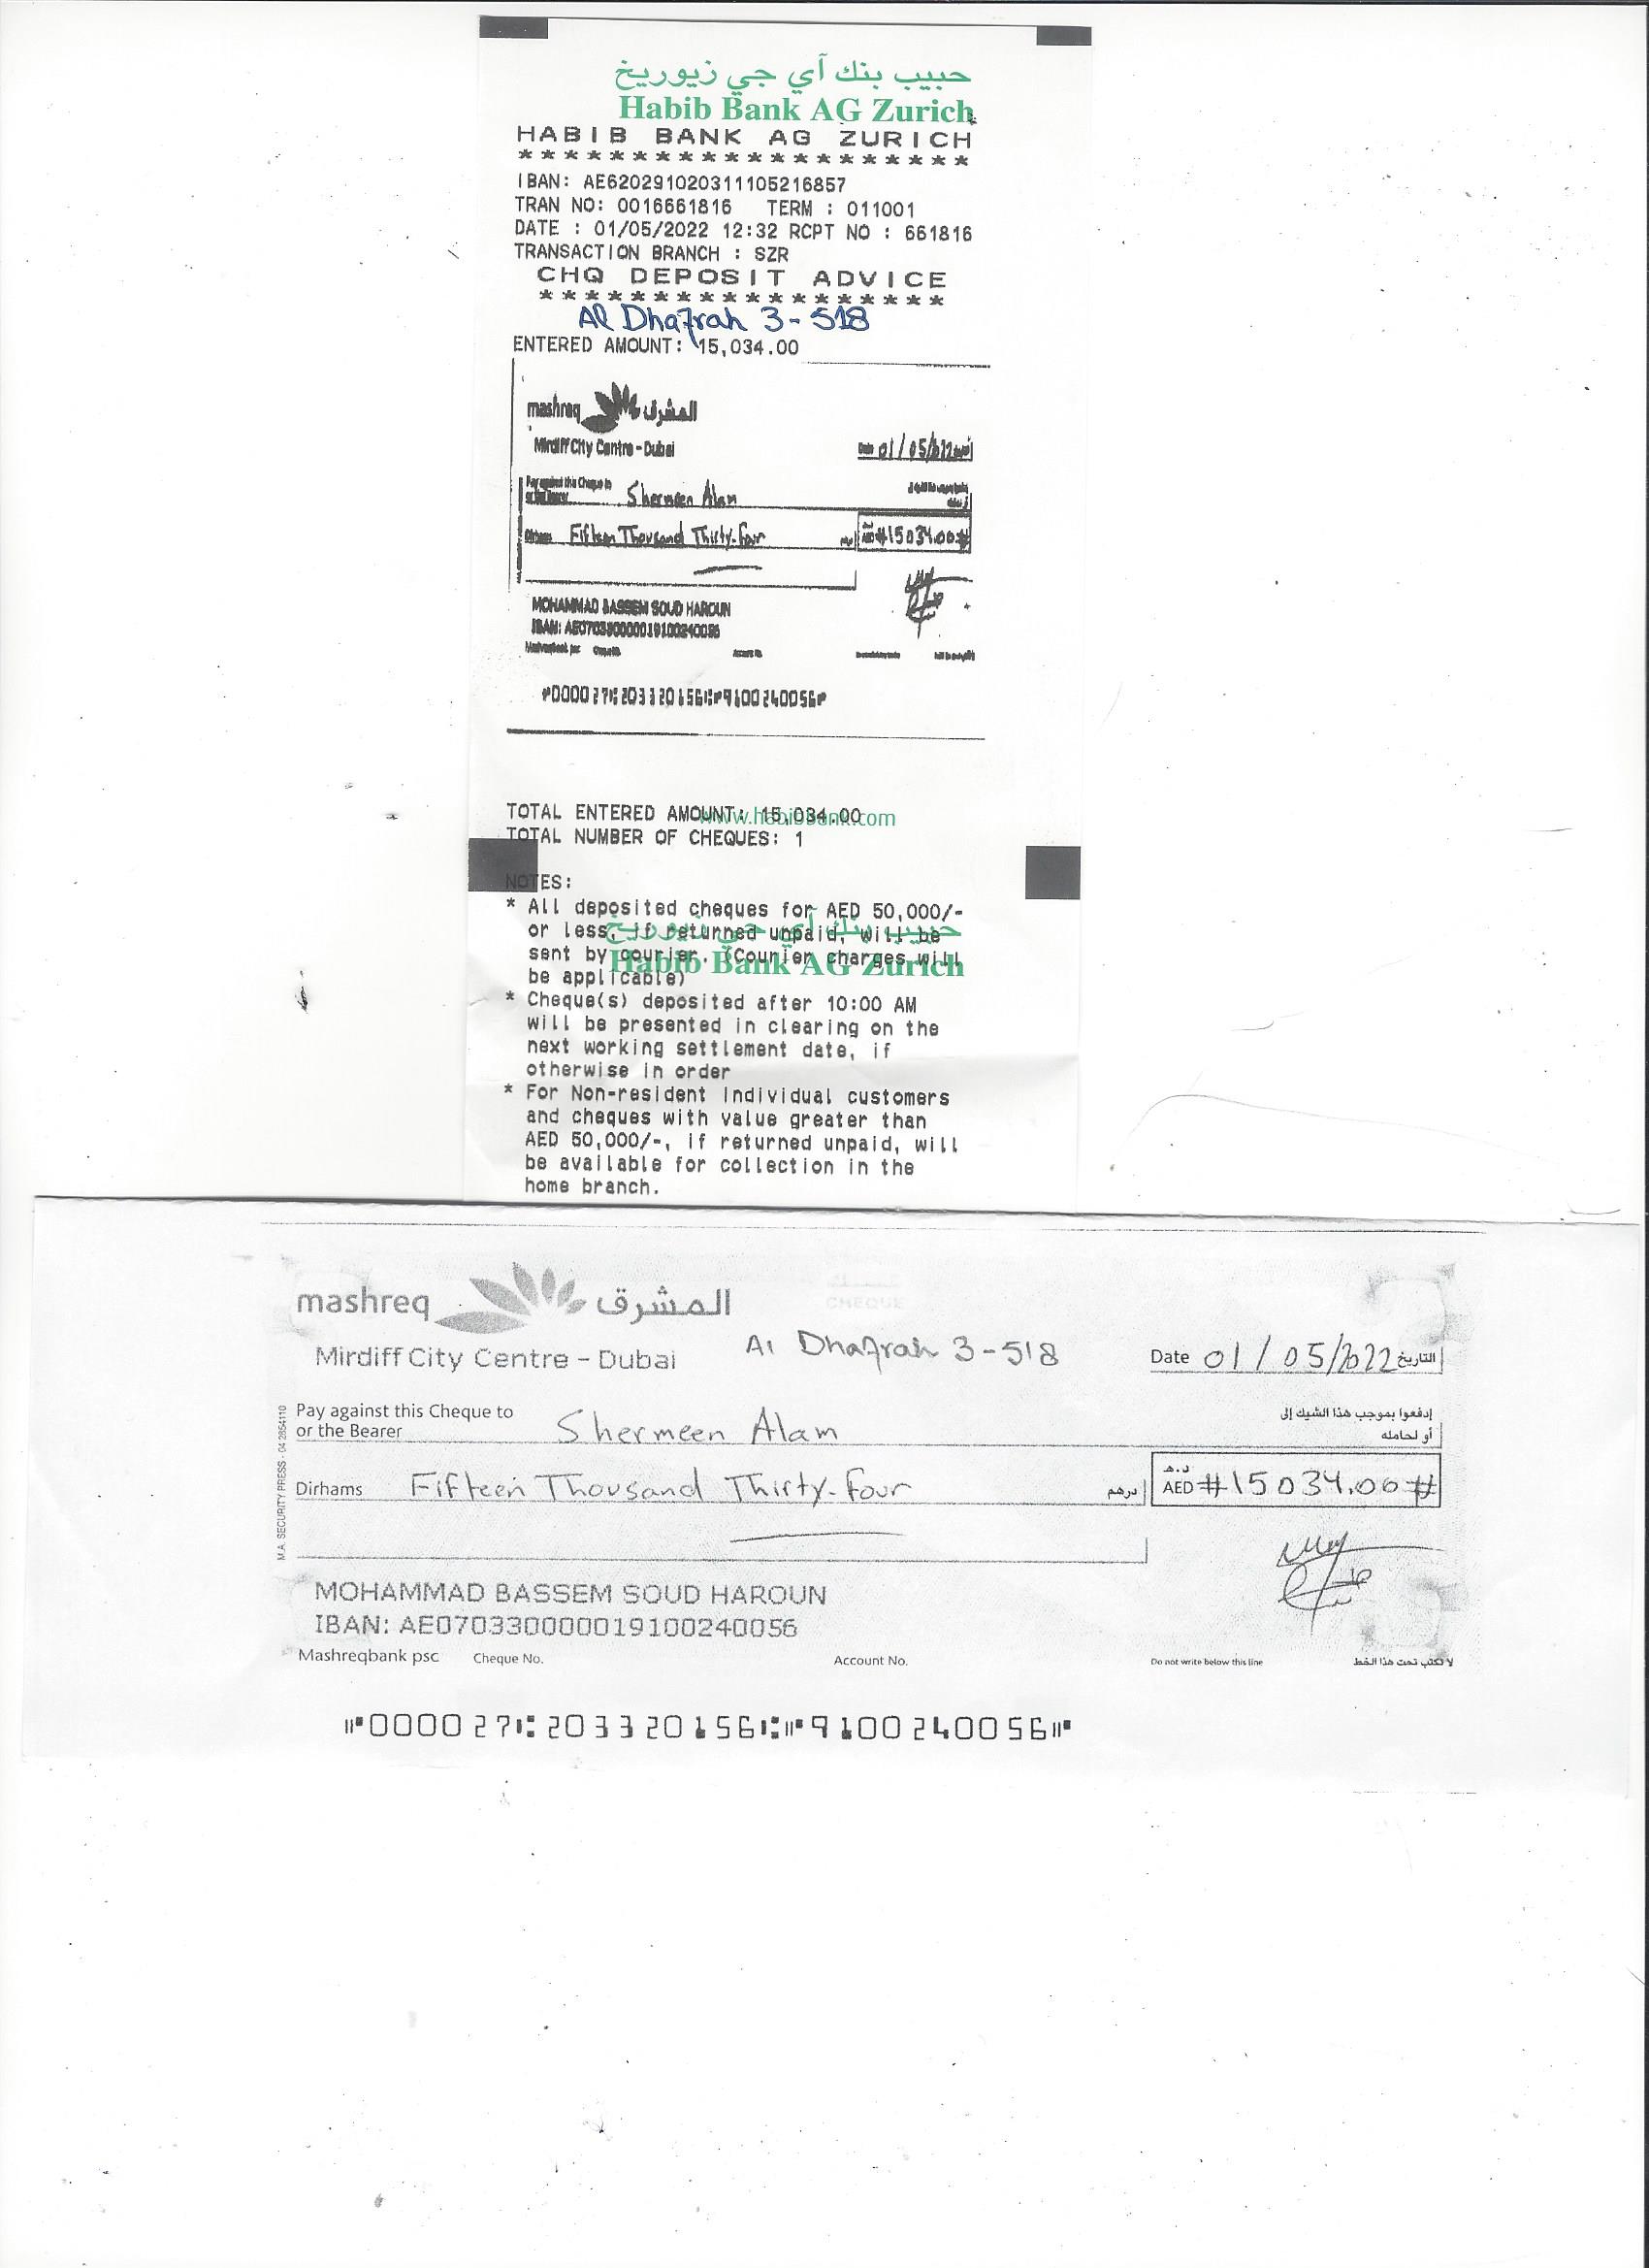 حبيب بنك آي جي زيوريخ
Habib Bank AG Zurich
HABIB BANK AG ZURICH
********************
IBAN: AE620291020311105216857
TRAN NO: 0016661816 TERM : 011001
DATE : 01/05/2022 12:32 RCPT NO : 661816
TRANSACTION BRANCH : SZR
CHQ DEPOSIT ADVICE
******************
Al Dhafrah 3-518
ENTERED AMOUNT: 15,034.00
mashreq المشرق
Mirdiff City Centre - Dubai
Date 01/05/2022
Pay against this Cheque to
or the Bearer Shermeen Alam
Dirhams Fifteen Thousand Thirty-four درهم AED #15034.00#
MOHAMMAD BASSEM SOUD HAROUN
IBAN: AE070330000019100240056
Mashreqbank psc Cheque No. Account No.
⑈000027⑆203320156⑆⑈9100240056⑈
TOTAL ENTERED AMOUNT: 15,034.00
www.habibbank.com
TOTAL NUMBER OF CHEQUES: 1
NOTES:
* All deposited cheques for AED 50,000/-
or less, if returned unpaid, will be
حبيب بنك آي جي زيوريخ
sent by courier. (Courier charges will
Habib Bank AG Zurich
be applicable)
* Cheque(s) deposited after 10:00 AM
will be presented in clearing on the
next working settlement date, if
otherwise in order
* For Non-resident Individual customers
and cheques with value greater than
AED 50,000/-, if returned unpaid, will
be available for collection in the
home branch.
mashreq المشرق
CHEQUE
Mirdiff City Centre - Dubai
Al Dhafrah 3-518
Date 01/05/2022 التاريخ
Pay against this Cheque to إدفعوا بموجب هذا الشيك إلى
or the Bearer Shermeen Alam أو لحامله
Dirhams Fifteen Thousand Thirty-four درهم د.هـ AED #15034.00#
M.A. SECURITY PRESS - 04 2854110
MOHAMMAD BASSEM SOUD HAROUN
IBAN: AE070330000019100240056
Mashreqbank psc Cheque No. Account No. Do not write below this line لا تكتب تحت هذا الخط
⑈000027⑆203320156⑆⑈9100240056⑈